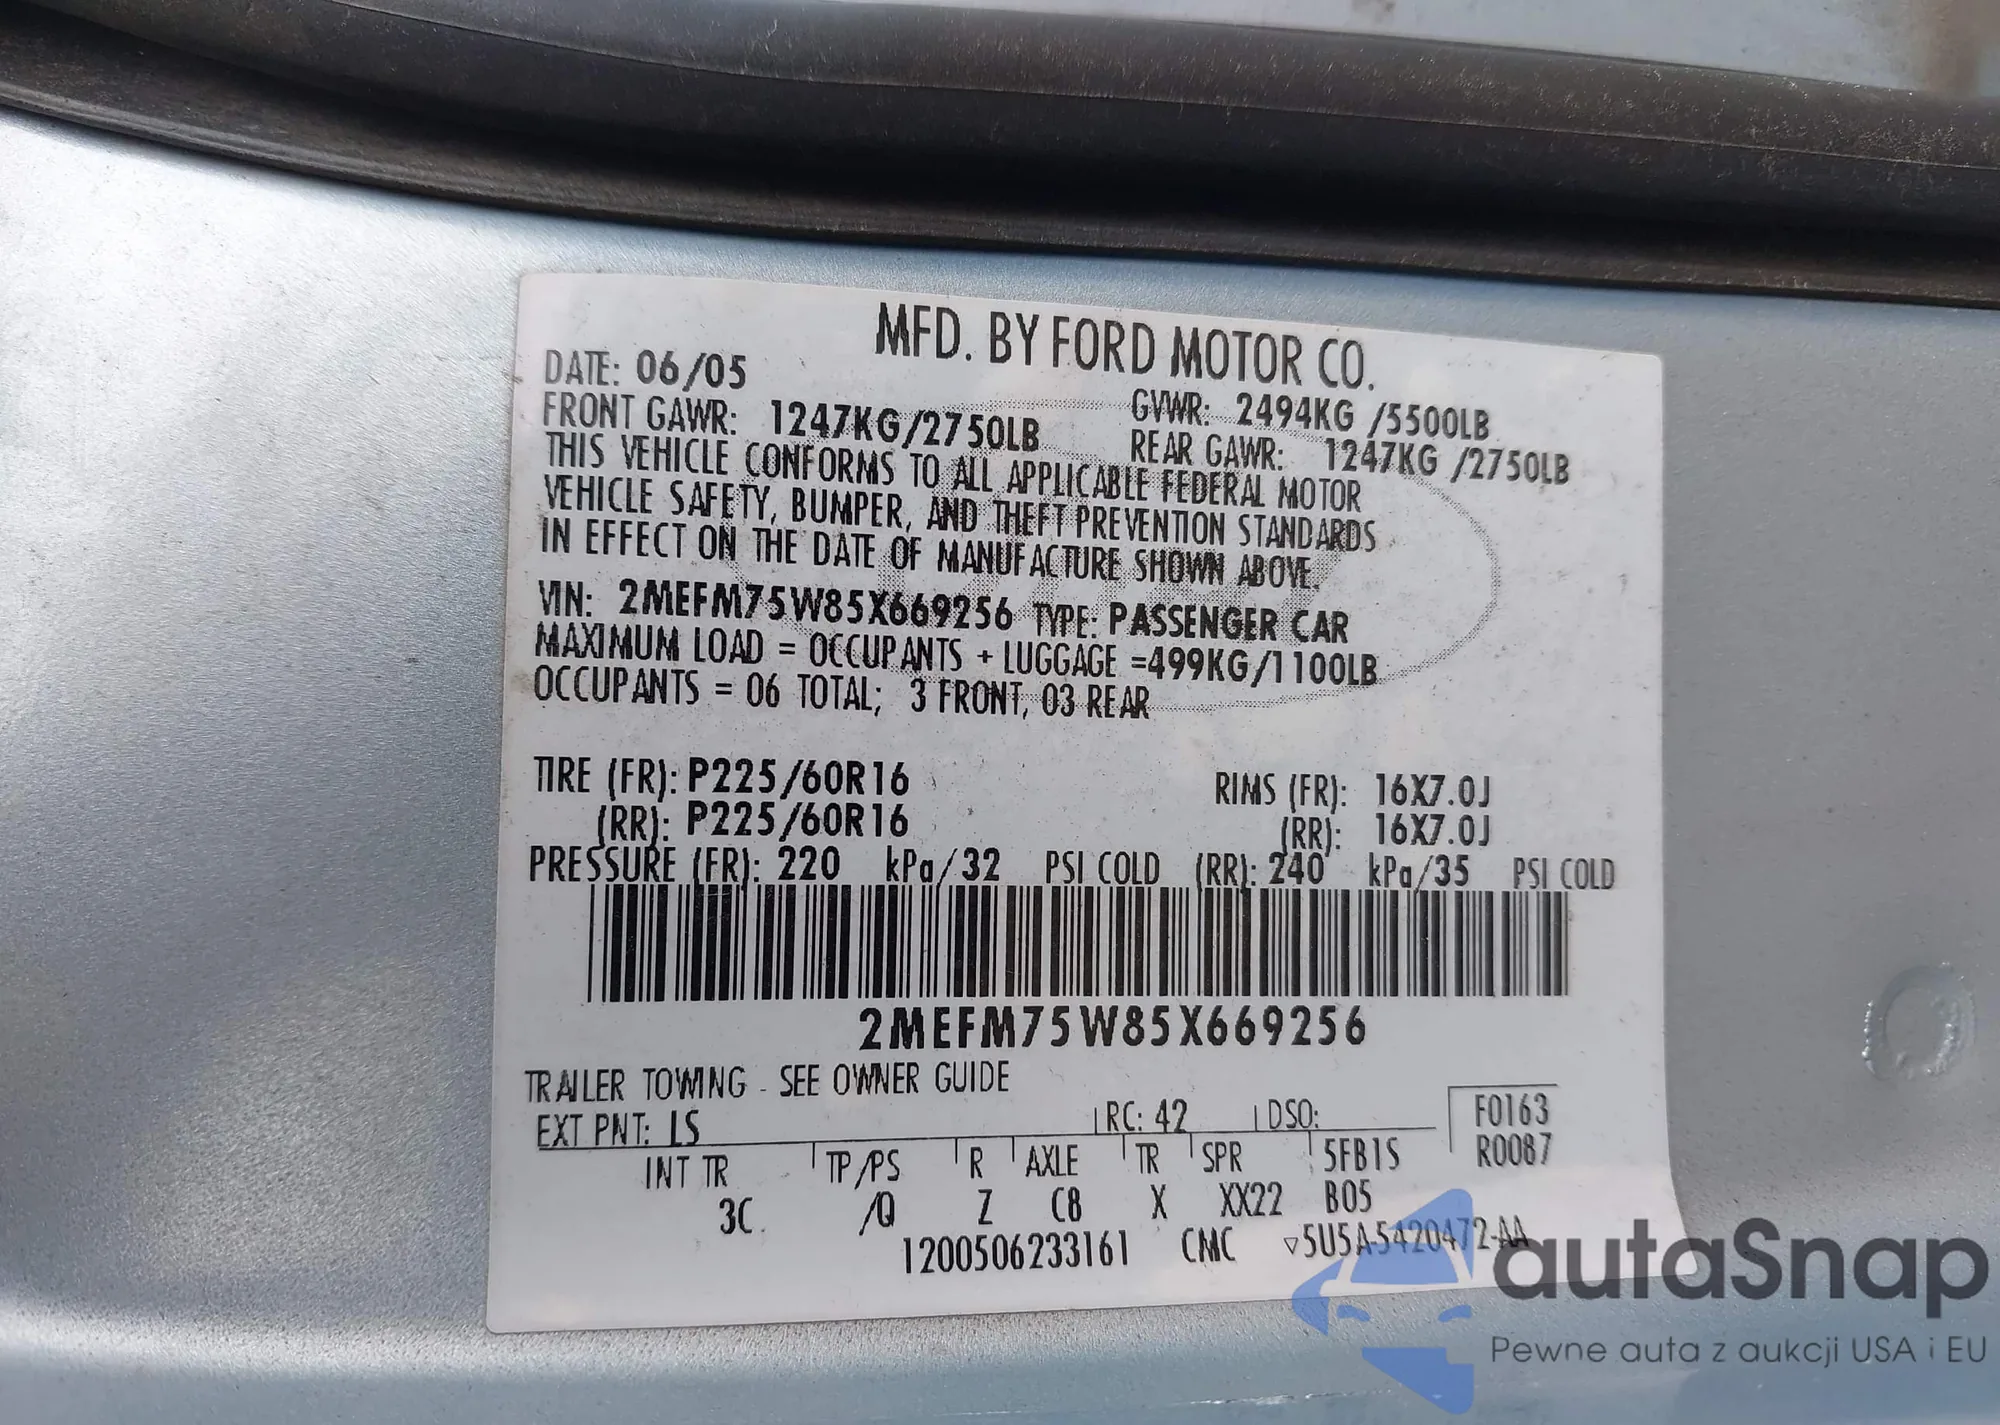 MFD. BY FORD MOTOR CO.
DATE: 06/05
GVWR: 2494KG /5500LB
FRONT GAWR: 1247KG/2750LB
REAR GAWR: 1247KG /2750LB
THIS VEHICLE CONFORMS TO ALL APPLICABLE FEDERAL MOTOR
VEHICLE SAFETY, BUMPER, AND THEFT PREVENTION STANDARDS
IN EFFECT ON THE DATE OF MANUFACTURE SHOWN ABOVE.
VIN: 2MEFM75W85X669256 TYPE: PASSENGER CAR
MAXIMUM LOAD = OCCUPANTS + LUGGAGE =499KG/1100LB
OCCUPANTS = 06 TOTAL; 3 FRONT, 03 REAR
TIRE (FR): P225/60R16 RIMS (FR): 16X7.0J
(RR): P225/60R16 (RR): 16X7.0J
PRESSURE (FR): 220 kPa/32 PSI COLD (RR): 240 kPa/35 PSI COLD
2MEFM75W85X669256
TRAILER TOWING - SEE OWNER GUIDE
EXT PNT: LS RC: 42 DSO: F0163
INT TR TP/PS R AXLE TR SPR 5FB1S R0087
3C /Q Z C8 X XX22 B05
1200506233161 CMC ▽5U5A-5420472-AA
autaSnap
Pewne auta z aukcji USA i EU